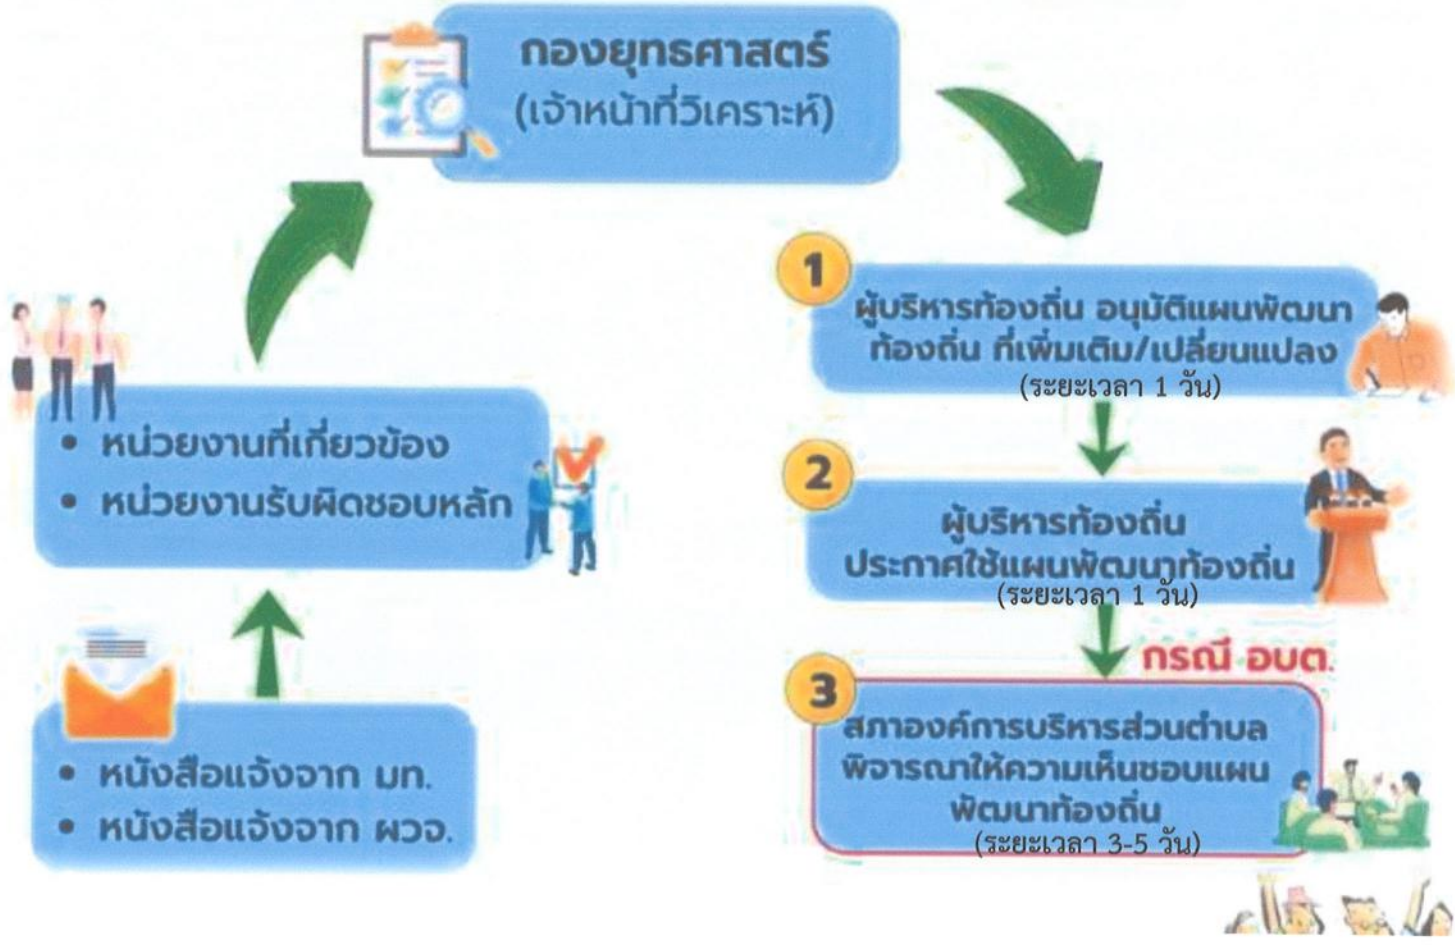 กองยุทธศาสตร์
(เจ้าหน้าที่วิเคราะห์)
• หน่วยงานที่เกี่ยวข้อง
• หน่วยงานรับผิดชอบหลัก
• หนังสือแจ้งจาก มท.
• หนังสือแจ้งจาก ผวจ.
1
ผู้บริหารท้องถิ่น อนุมัติแผนพัฒนา
ท้องถิ่น ที่เพิ่มเติม/เปลี่ยนแปลง
(ระยะเวลา 1 วัน)
2
ผู้บริหารท้องถิ่น
ประกาศใช้แผนพัฒนาท้องถิ่น
(ระยะเวลา 1 วัน)
กรณี อบต.
3
สภาองค์การบริหารส่วนตำบล
พิจารณาให้ความเห็นชอบแผน
พัฒนาท้องถิ่น
(ระยะเวลา 3-5 วัน)